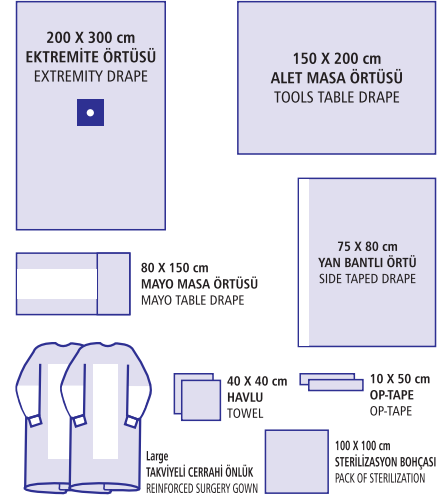 200 X 300 cm
EKTREMİTE ÖRTÜSÜ
EXTREMITY DRAPE
150 X 200 cm
ALET MASA ÖRTÜSÜ
TOOLS TABLE DRAPE
75 X 80 cm
YAN BANTLI ÖRTÜ
SIDE TAPED DRAPE
80 X 150 cm
MAYO MASA ÖRTÜSÜ
MAYO TABLE DRAPE
40 X 40 cm
HAVLU
TOWEL
10 X 50 cm
OP-TAPE
OP-TAPE
Large
TAKVİYELİ CERRAHİ ÖNLÜK
REINFORCED SURGERY GOWN
100 X 100 cm
STERİLİZASYON BOHÇASI
PACK OF STERILIZATION